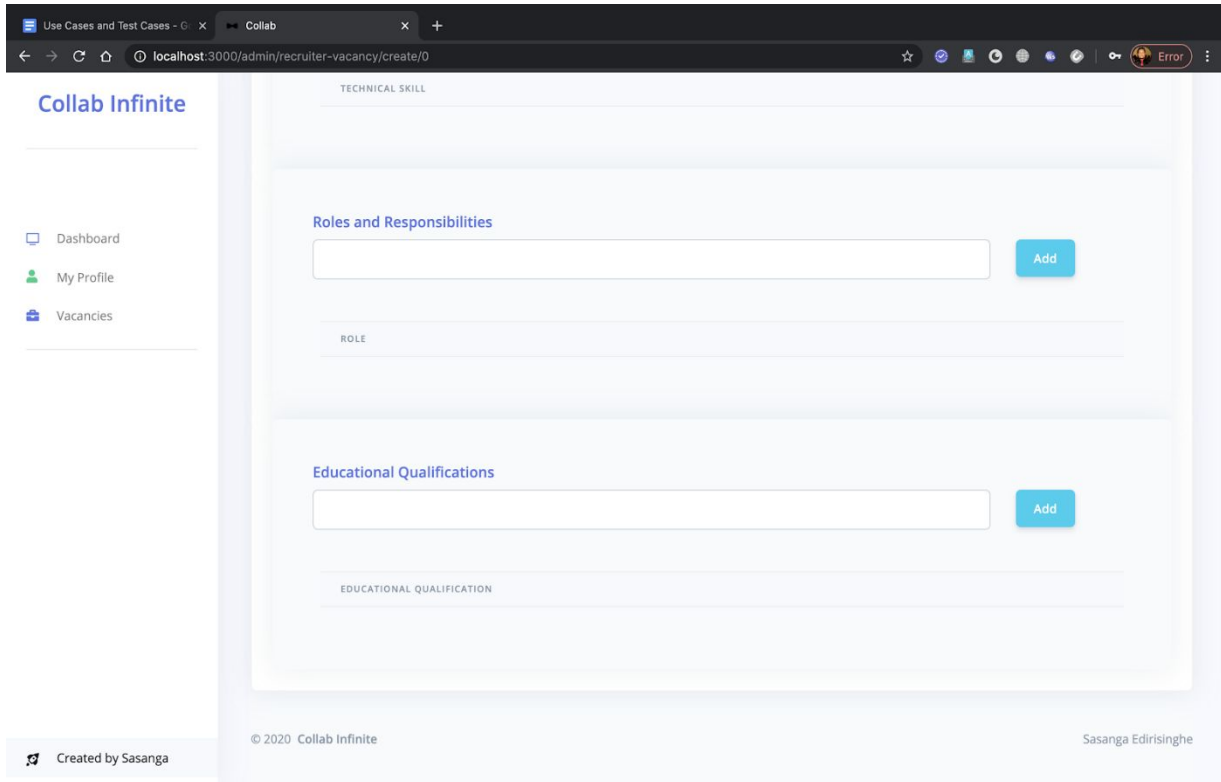 Use Cases and Test Cases - G
Collab
localhost:3000/admin/recruiter-vacancy/create/0
Error
Collab Infinite
Dashboard
My Profile
Vacancies
Created by Sasanga
TECHNICAL SKILL
Roles and Responsibilities
Add
ROLE
Educational Qualifications
Add
EDUCATIONAL QUALIFICATION
© 2020 Collab Infinite
Sasanga Edirisinghe